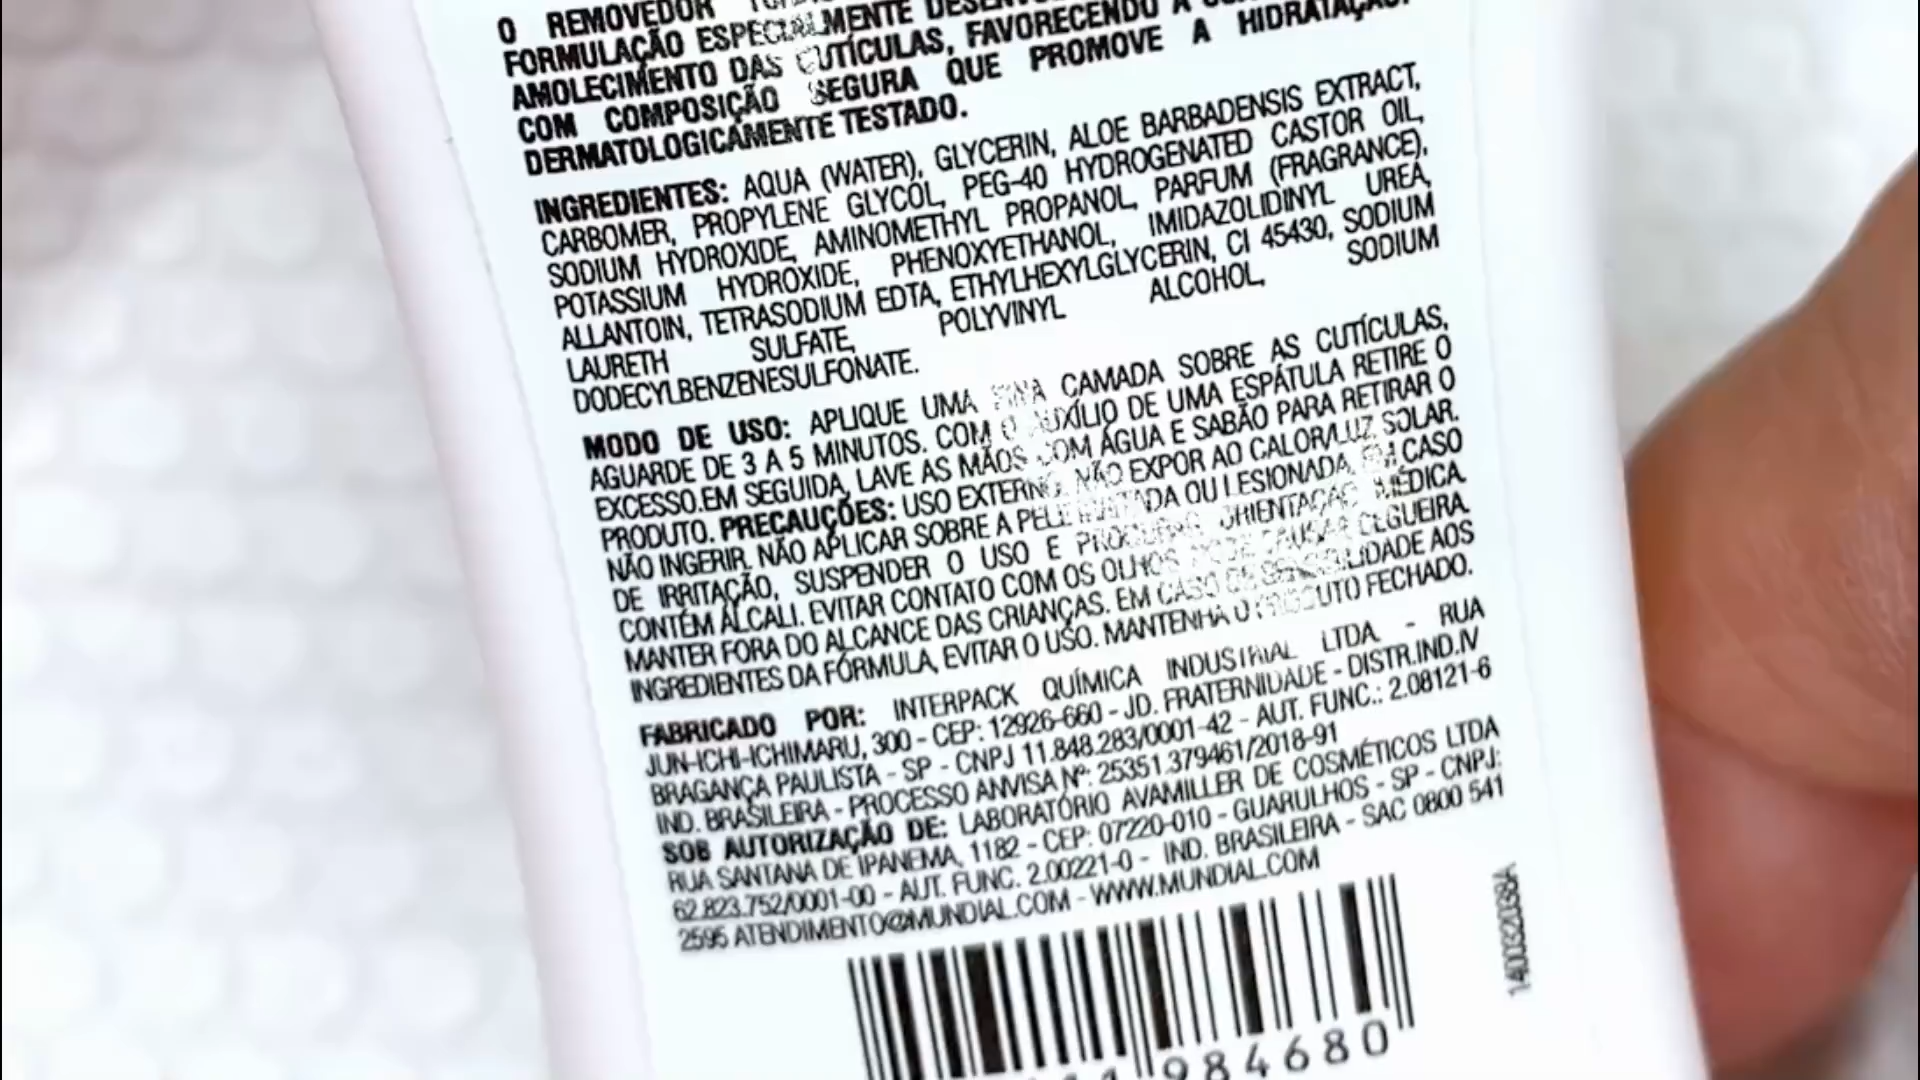 O REMOVEDOR
FORMULAÇÃO ESPECIALMENTE
AMOLECIMENTO DAS CUTÍCULAS, FAVORECENDO A
COM COMPOSIÇÃO SEGURA QUE PROMOVE A HIDRATAÇÃO.
DERMATOLOGICAMENTE TESTADO.
INGREDIENTES: AQUA (WATER), GLYCERIN, ALOE BARBADENSIS EXTRACT,
CARBOMER, PROPYLENE GLYCOL, PEG-40 HYDROGENATED CASTOR OIL,
SODIUM HYDROXIDE, AMINOMETHYL PROPANOL, PARFUM (FRAGRANCE),
POTASSIUM HYDROXIDE, PHENOXYETHANOL, IMIDAZOLIDINYL UREA,
ALLANTOIN, TETRASODIUM EDTA, ETHYLHEXYLGLYCERIN, CI 45430, SODIUM
LAURETH SULFATE, POLYVINYL ALCOHOL, SODIUM
DODECYLBENZENESULFONATE.
MODO DE USO: APLIQUE UMA FINA CAMADA SOBRE AS CUTÍCULAS,
AGUARDE DE 3 A 5 MINUTOS. COM O AUXÍLIO DE UMA ESPÁTULA RETIRE O
EXCESSO.EM SEGUIDA, LAVE AS MÃOS COM ÁGUA E SABÃO PARA RETIRAR O
PRODUTO. PRECAUÇÕES: USO EXTERNO. NÃO EXPOR AO CALOR/LUZ SOLAR.
NÃO INGERIR. NÃO APLICAR SOBRE A PELE IRRITADA OU LESIONADA. EM CASO
DE IRRITAÇÃO, SUSPENDER O USO E PROCURAR ORIENTAÇÃO MÉDICA.
CONTÉM ÁLCALI. EVITAR CONTATO COM OS OLHOS. PODE CAUSAR CEGUEIRA.
MANTER FORA DO ALCANCE DAS CRIANÇAS. EM CASO DE SENSIBILIDADE AOS
INGREDIENTES DA FÓRMULA, EVITAR O USO. MANTENHA O PRODUTO FECHADO.
FABRICADO POR: INTERPACK QUÍMICA INDUSTRIAL LTDA. - RUA
JUN-ICHI-ICHIMARU, 300 - CEP: 12926-660 - JD. FRATERNIDADE - DISTR.IND.IV
BRAGANÇA PAULISTA - SP - CNPJ 11.848.283/0001-42 - AUT. FUNC.: 2.08121-6
IND. BRASILEIRA - PROCESSO ANVISA Nº: 25351.379461/2018-91
SOB AUTORIZAÇÃO DE: LABORATÓRIO AVAMILLER DE COSMÉTICOS LTDA
RUA SANTANA DE IPANEMA, 1182 - CEP: 07220-010 - GUARULHOS - SP - CNPJ:
62.823.752/0001-00 - AUT. FUNC. 2.00221-0 - IND. BRASILEIRA - SAC 0800 541
2595 ATENDIMENTO@MUNDIAL.COM - WWW.MUNDIAL.COM
984680
1400320398A